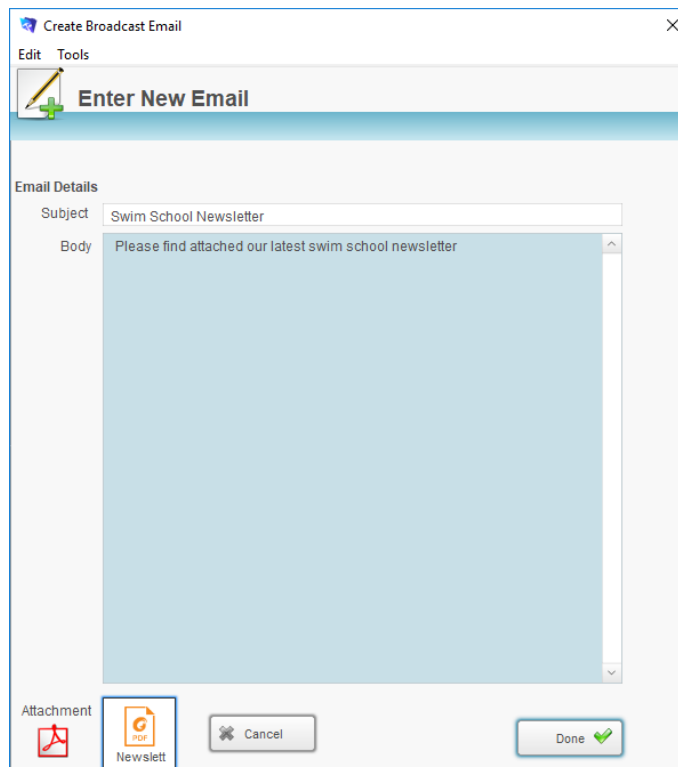 Create Broadcast Email
Edit Tools
Enter New Email
Email Details
Subject Swim School Newsletter
Body Please find attached our latest swim school newsletter
Attachment
PDF
Newslett
Cancel
Done